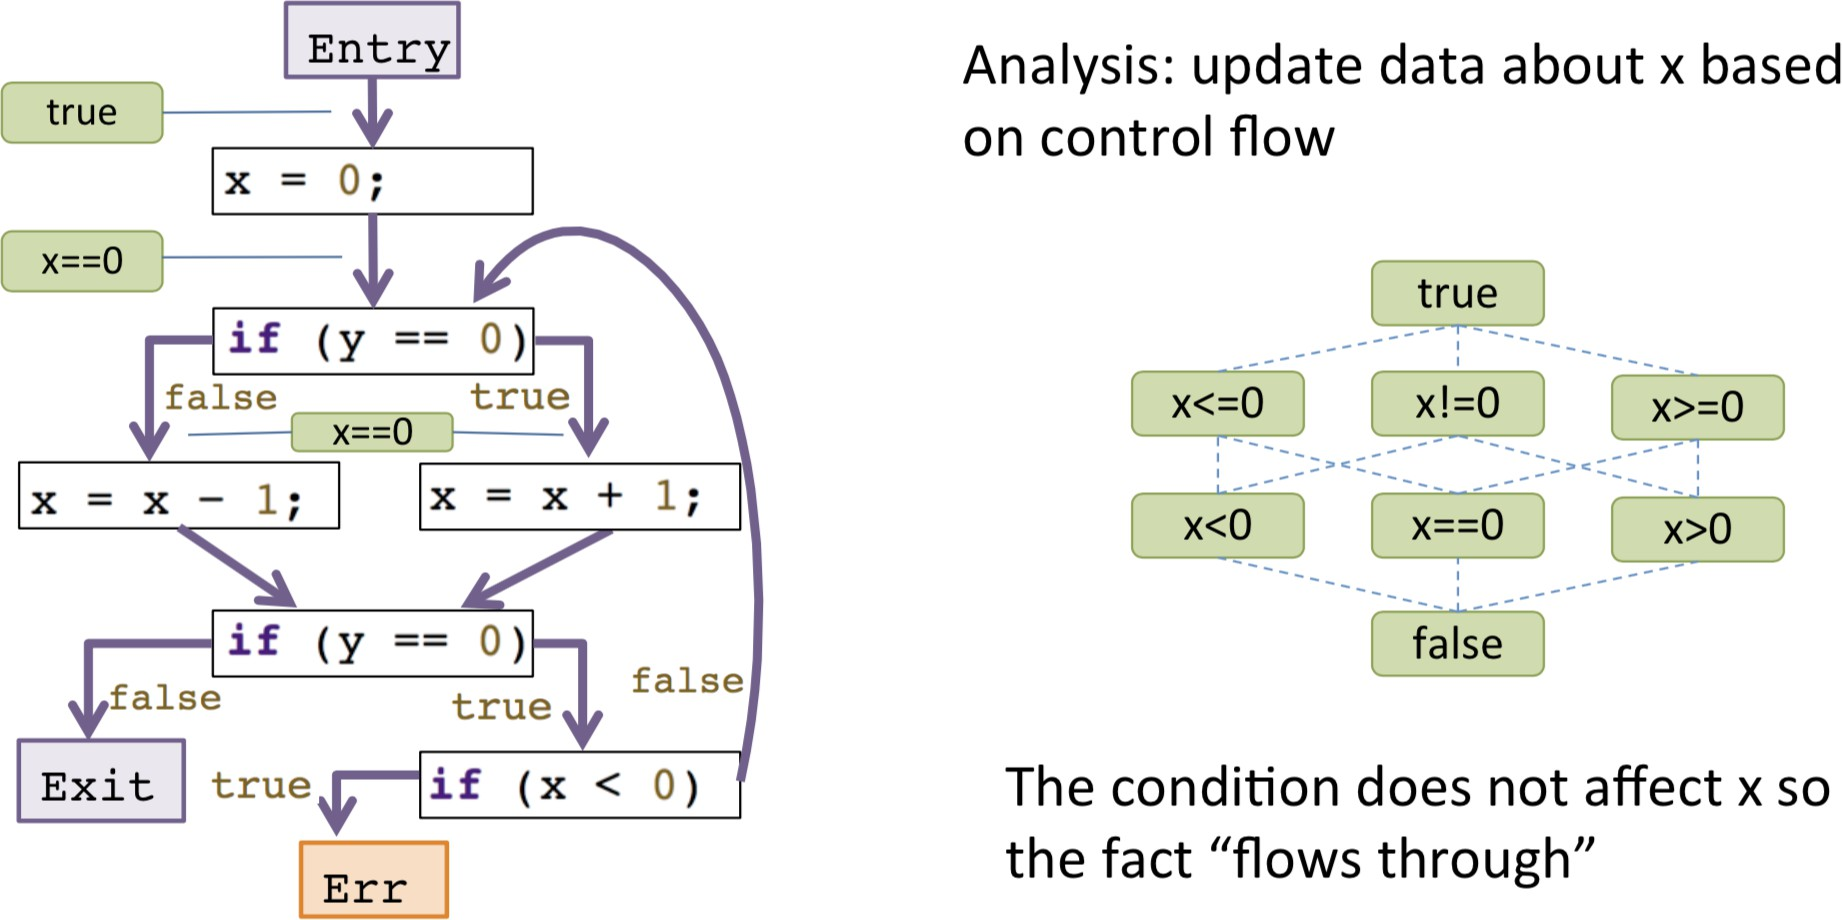 Entry
true
x = 0;
x==0
if (y == 0)
false
true
x==0
x = x - 1;
x = x + 1;
if (y == 0)
false
true
false
Exit
true
if (x < 0)
Err
Analysis: update data about x based
on control flow
true
x<=0
x!=0
x>=0
x<0
x==0
x>0
false
The condition does not affect x so
the fact “flows through”